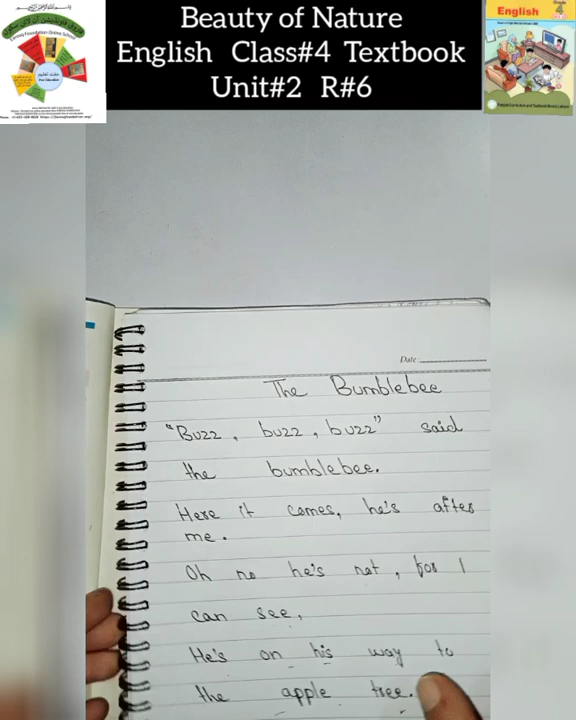 Beauty of Nature
English Class#4 Textbook
Unit#2 R#6
English
4
Date:
The Bumblebee
"Buzz, buzz, buzz" said
the bumblebee.
Here it comes, he's after
me.
Oh no he's not, for I
can see,
He's on his way to
the apple tree.